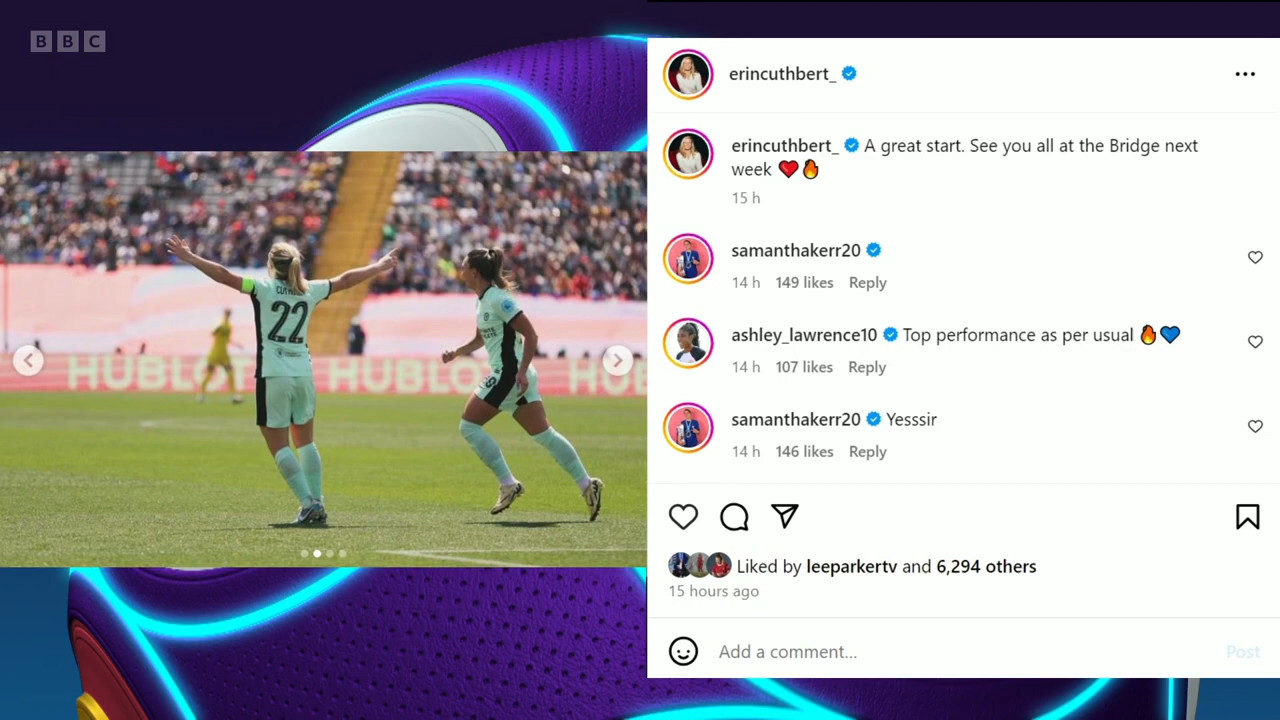 BBC
erincuthbert_
erincuthbert_ A great start. See you all at the Bridge next
week ❤️🔥
15 h
samanthakerr20
14 h 149 likes Reply
ashley_lawrence10 Top performance as per usual 🔥💙
14 h 107 likes Reply
samanthakerr20 Yesssir
14 h 146 likes Reply
Liked by leeparkertv and 6,294 others
15 hours ago
Add a comment...
Post
22
HUBLOT
HUBLOT
HUB